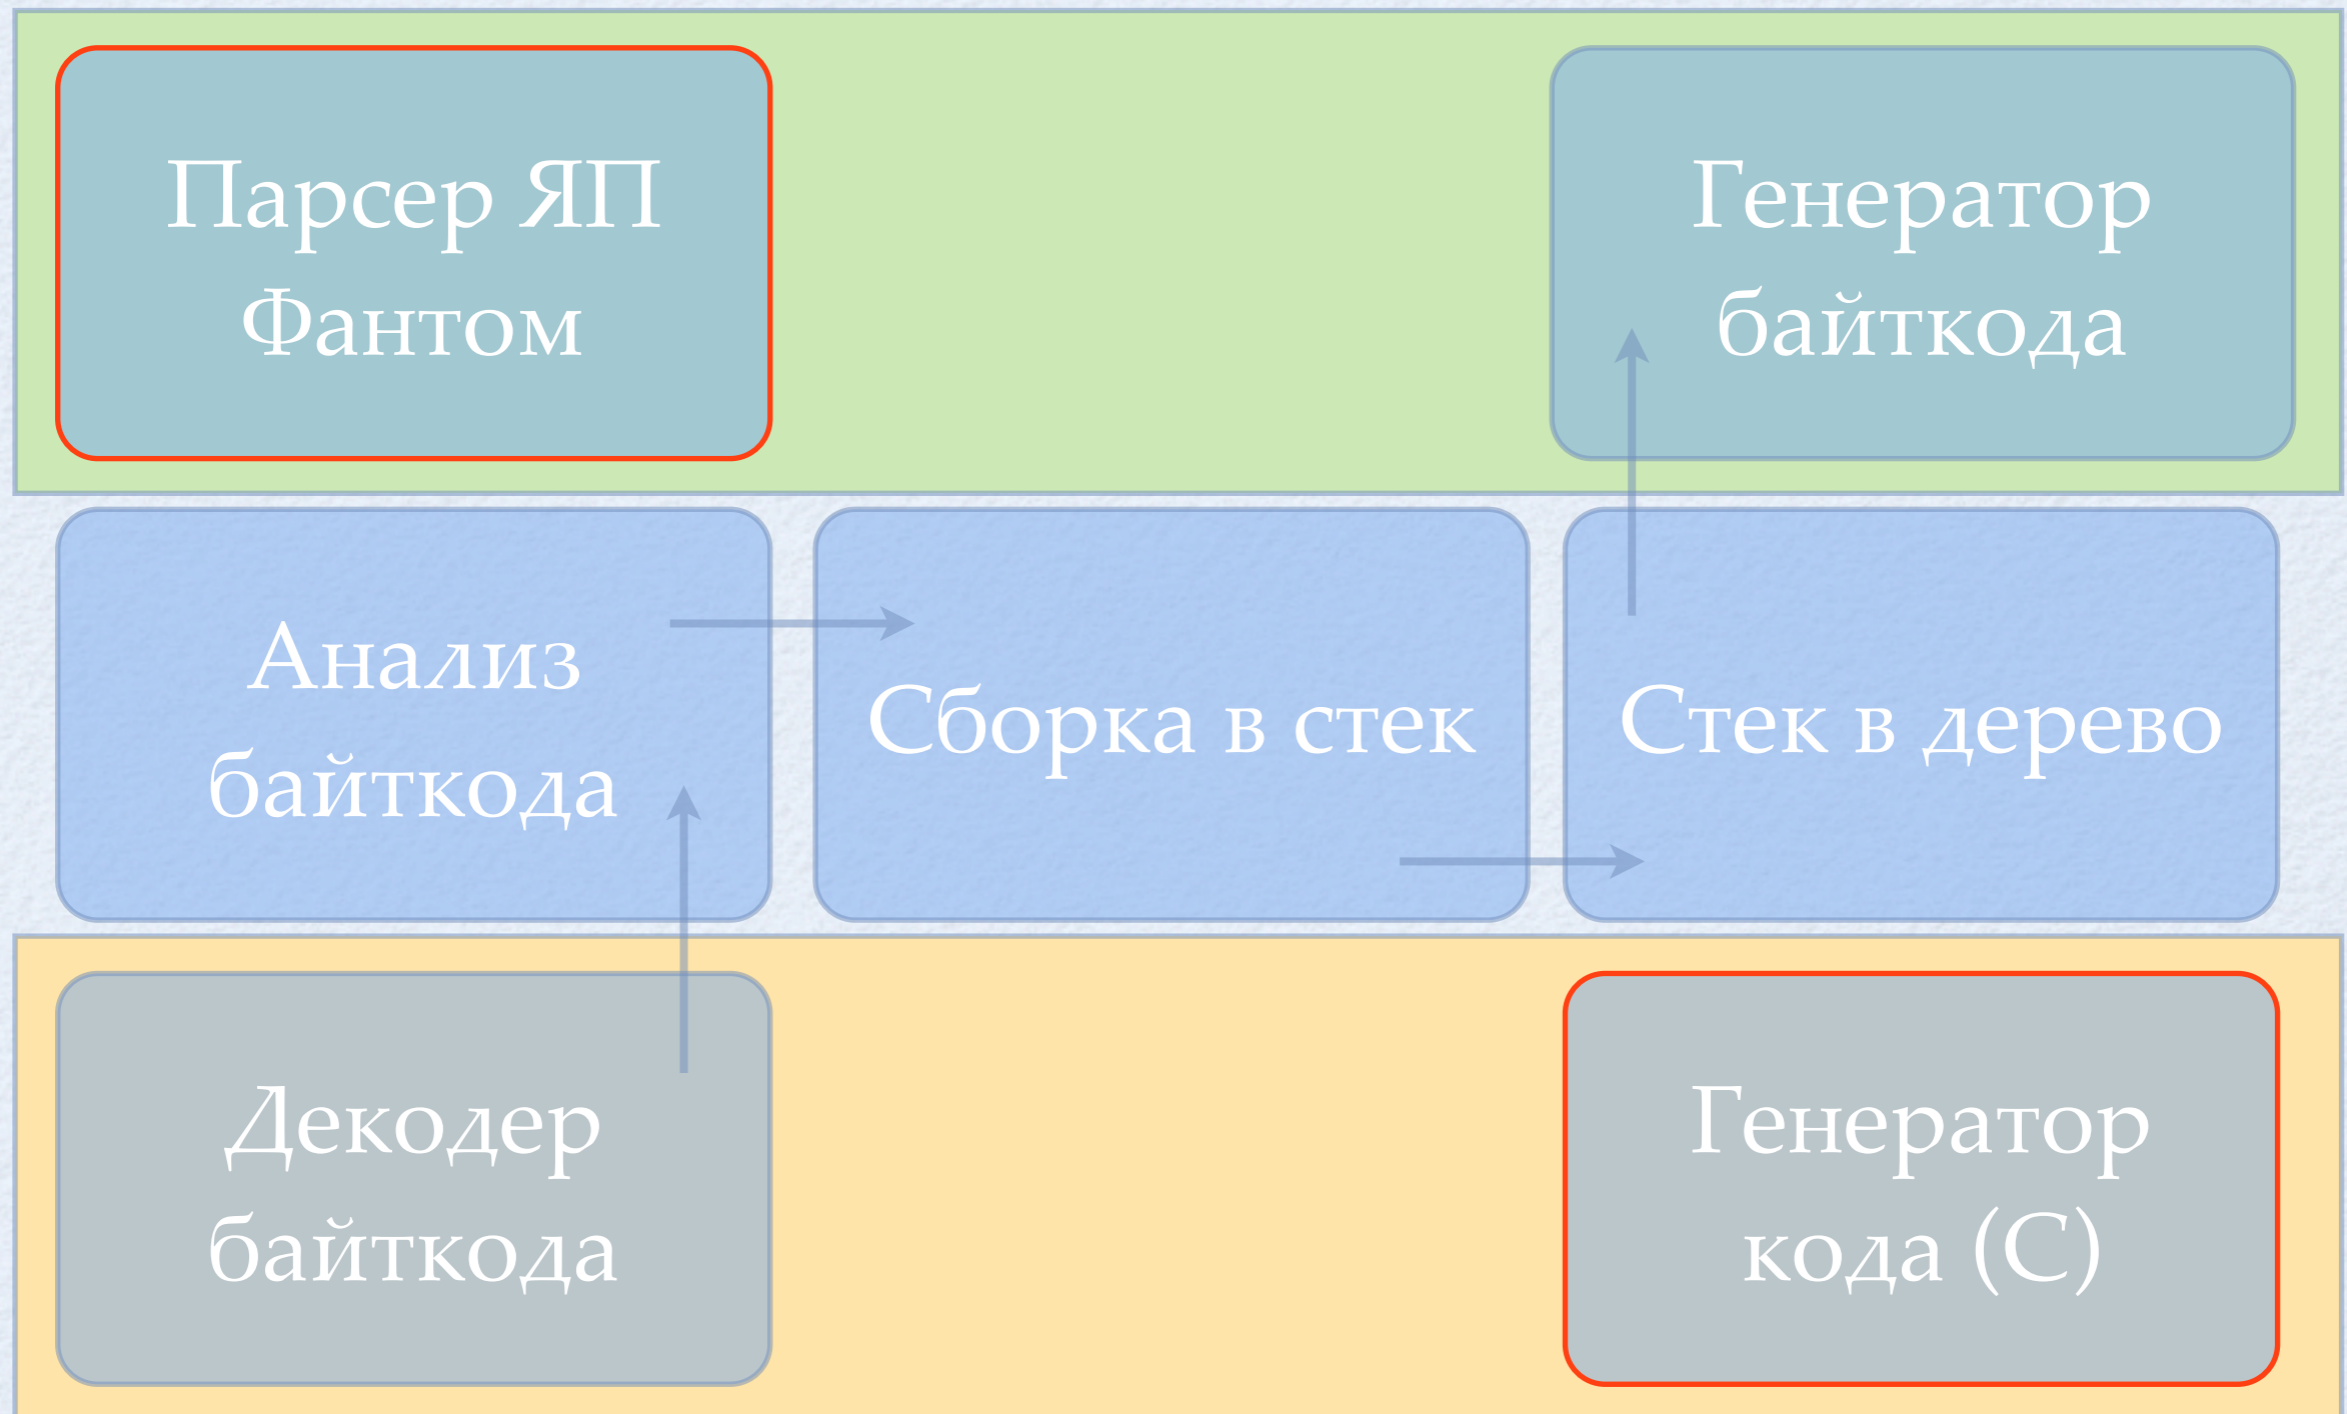 Парсер ЯП
Фантом
Генератор
байткода
Анализ
байткода
Сборка в стек
Стек в дерево
Декодер
байткода
Генератор
кода (C)